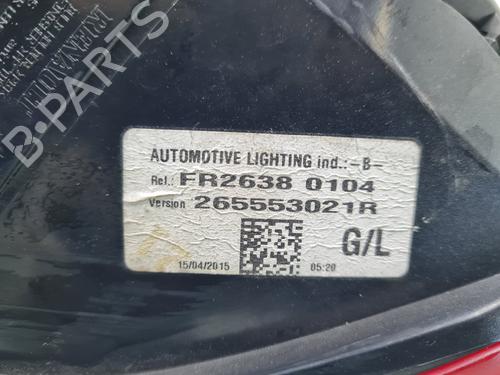 B-PARTS
AUTOMOTIVE LIGHTING ind.:-B-
Ref.: FR2638 0104
Version 265553021R
G/L
15/04/2015 05:20